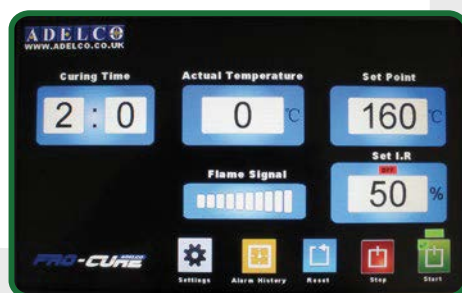 ADELCO
WWW.ADELCO.CO.UK
Curing Time
Actual Temperature
Set Point
2 : 0
0 °C
160 °C
Set I.R
OFF
50 %
Flame Signal
PRO-CURE
Settings
Alarm History
Reset
Stop
Start